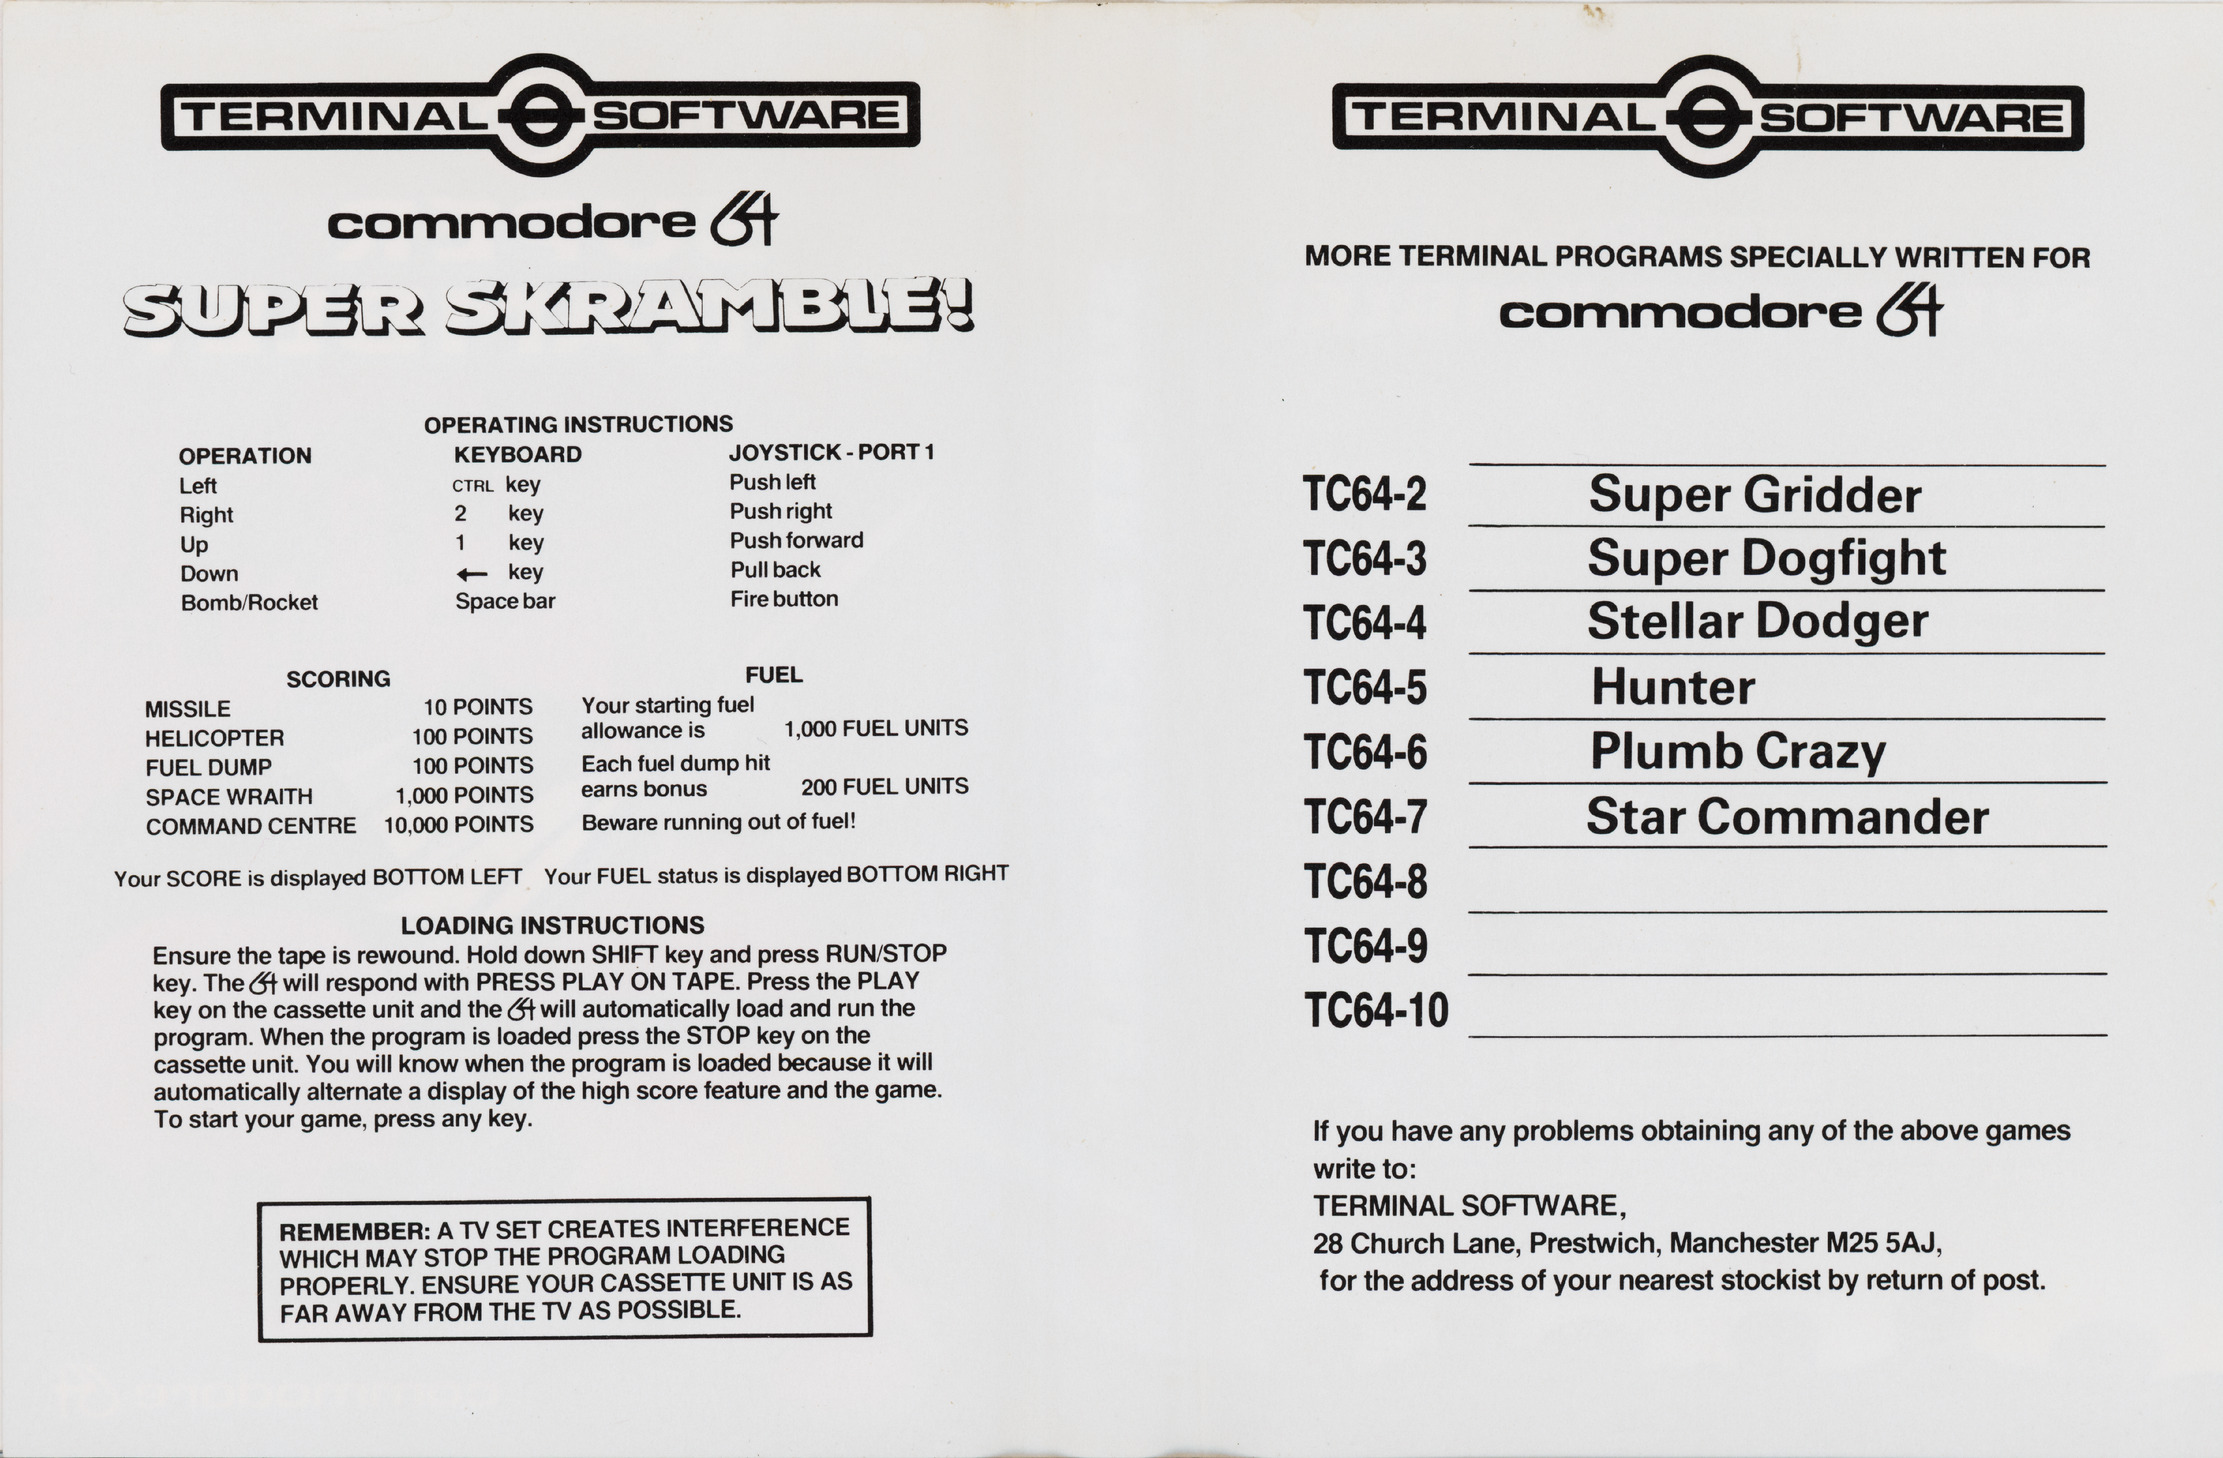 TERMINAL SOFTWARE
commodore 64
SUPER SKRAMBLE!
OPERATING INSTRUCTIONS
OPERATION KEYBOARD JOYSTICK - PORT 1
Left CTRL key Push left
Right 2 key Push right
Up 1 key Push forward
Down ← key Pull back
Bomb/Rocket Space bar Fire button
SCORING
MISSILE 10 POINTS
HELICOPTER 100 POINTS
FUEL DUMP 100 POINTS
SPACE WRAITH 1,000 POINTS
COMMAND CENTRE 10,000 POINTS
FUEL
Your starting fuel
allowance is 1,000 FUEL UNITS
Each fuel dump hit
earns bonus 200 FUEL UNITS
Beware running out of fuel!
Your SCORE is displayed BOTTOM LEFT Your FUEL status is displayed BOTTOM RIGHT
LOADING INSTRUCTIONS
Ensure the tape is rewound. Hold down SHIFT key and press RUN/STOP
key. The 64 will respond with PRESS PLAY ON TAPE. Press the PLAY
key on the cassette unit and the 64 will automatically load and run the
program. When the program is loaded press the STOP key on the
cassette unit. You will know when the program is loaded because it will
automatically alternate a display of the high score feature and the game.
To start your game, press any key.
REMEMBER: A TV SET CREATES INTERFERENCE
WHICH MAY STOP THE PROGRAM LOADING
PROPERLY. ENSURE YOUR CASSETTE UNIT IS AS
FAR AWAY FROM THE TV AS POSSIBLE.
TERMINAL SOFTWARE
MORE TERMINAL PROGRAMS SPECIALLY WRITTEN FOR
commodore 64
TC64-2 Super Gridder
TC64-3 Super Dogfight
TC64-4 Stellar Dodger
TC64-5 Hunter
TC64-6 Plumb Crazy
TC64-7 Star Commander
TC64-8
TC64-9
TC64-10
If you have any problems obtaining any of the above games
write to:
TERMINAL SOFTWARE,
28 Church Lane, Prestwich, Manchester M25 5AJ,
for the address of your nearest stockist by return of post.